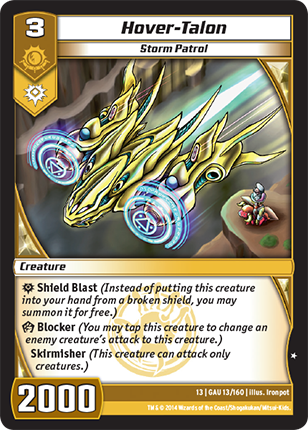 3
Hover-Talon
Storm Patrol
Creature
Shield Blast (Instead of putting this creature
into your hand from a broken shield, you may
summon it for free.)
Blocker (You may tap this creature to change an
enemy creature's attack to this creature.)
Skirmisher (This creature can attack only
creatures.)
2000
13 | GAU 13/160 | Illus. Ironpot
TM & © 2014 Wizards of the Coast/Shogakukan/Mitsui-Kids.